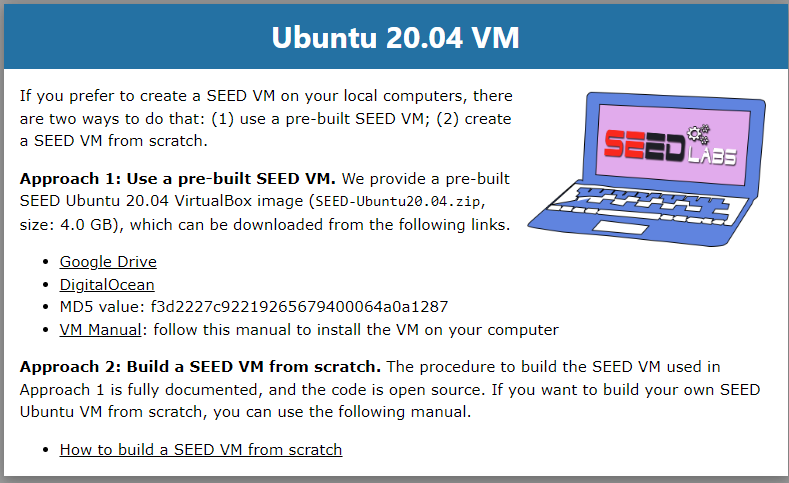 Ubuntu 20.04 VM
If you prefer to create a SEED VM on your local computers, there
are two ways to do that: (1) use a pre-built SEED VM; (2) create
a SEED VM from scratch.
SEED LABS
Approach 1: Use a pre-built SEED VM. We provide a pre-built
SEED Ubuntu 20.04 VirtualBox image (SEED-Ubuntu20.04.zip,
size: 4.0 GB), which can be downloaded from the following links.
• Google Drive
• DigitalOcean
• MD5 value: f3d2227c92219265679400064a0a1287
• VM Manual: follow this manual to install the VM on your computer
Approach 2: Build a SEED VM from scratch. The procedure to build the SEED VM used in
Approach 1 is fully documented, and the code is open source. If you want to build your own SEED
Ubuntu VM from scratch, you can use the following manual.
• How to build a SEED VM from scratch